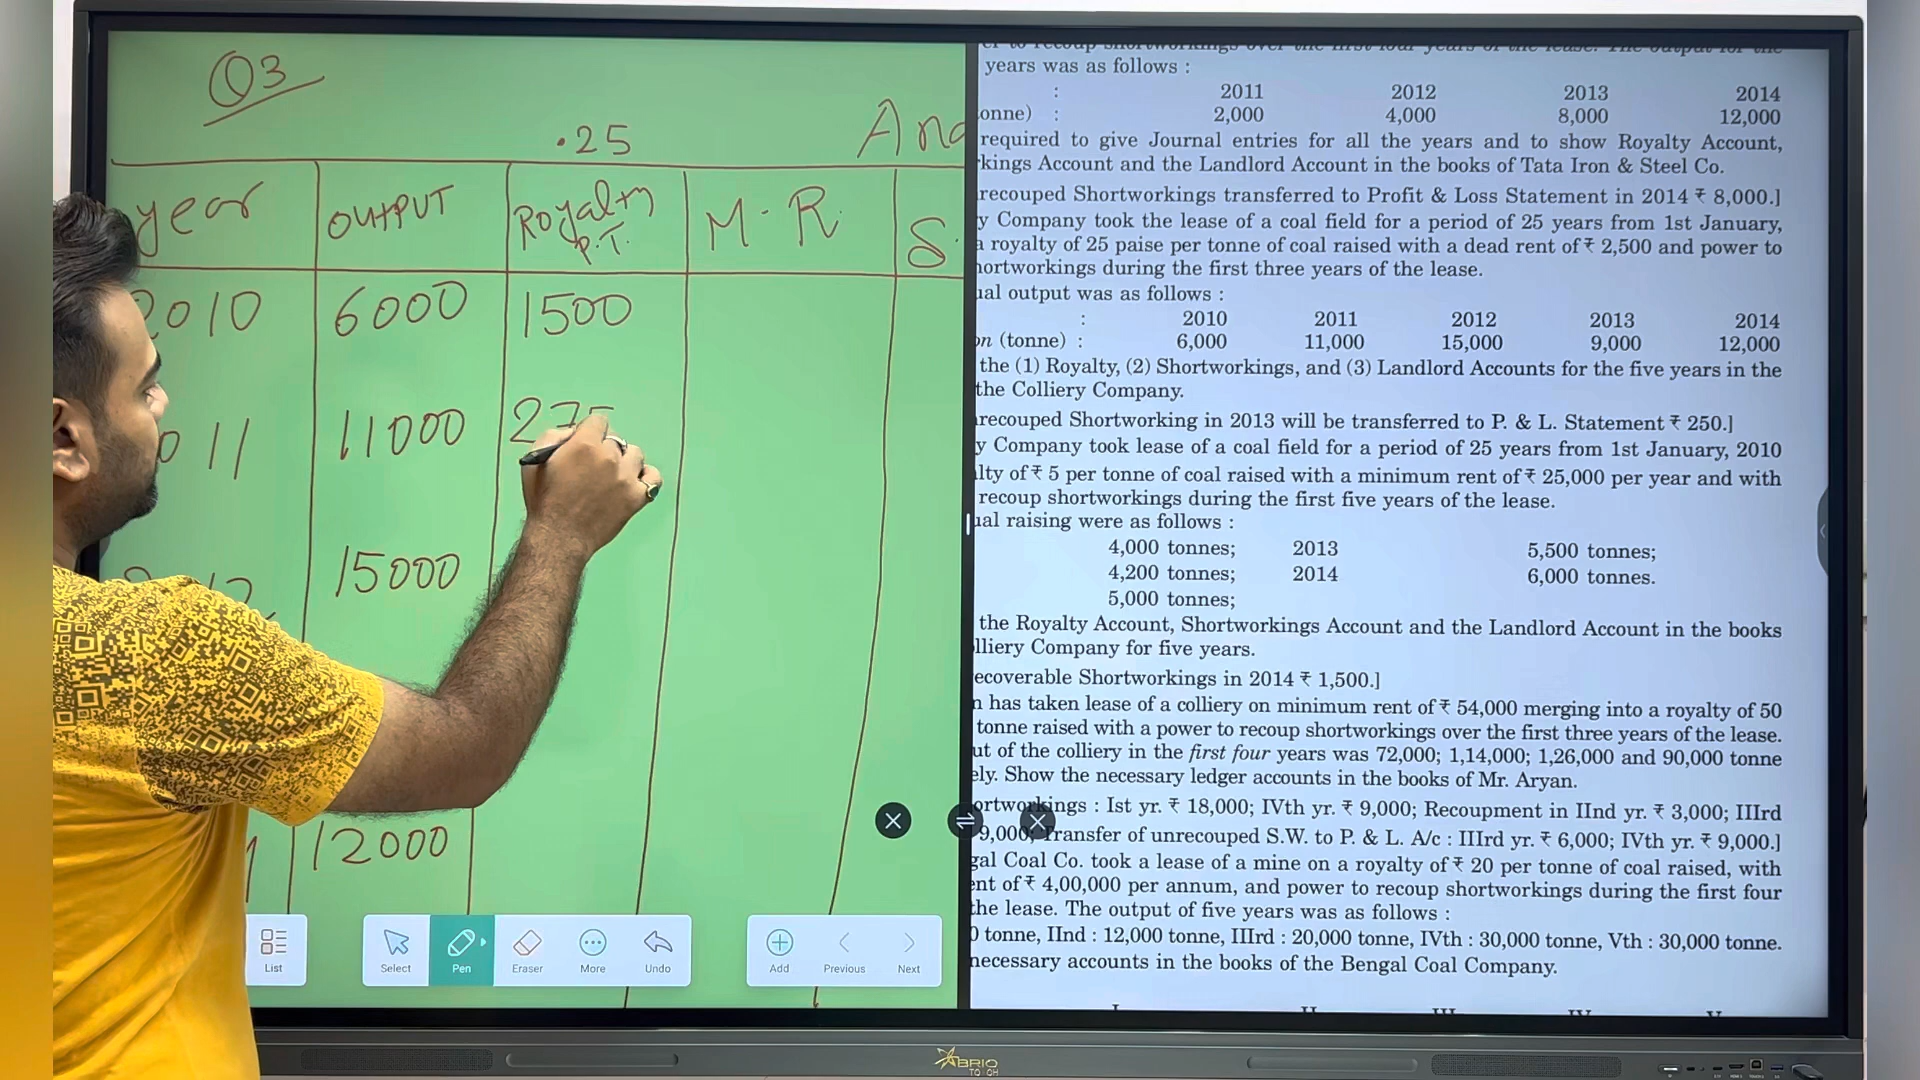 Q3
.25
year
OUTPUT
Royalty
P.T.
M.R.
S.
2010
6000
1500
11
11000
275
15000
12000
List
Select
Pen
Eraser
More
Undo
Add
Previous
Next
years was as follows :
: 2011 2012 2013 2014
onne) : 2,000 4,000 8,000 12,000
required to give Journal entries for all the years and to show Royalty Account,
kings Account and the Landlord Account in the books of Tata Iron & Steel Co.
recouped Shortworkings transferred to Profit & Loss Statement in 2014 ₹ 8,000.]
y Company took the lease of a coal field for a period of 25 years from 1st January,
a royalty of 25 paise per tonne of coal raised with a dead rent of ₹ 2,500 and power to
hortworkings during the first three years of the lease.
ual output was as follows :
: 2010 2011 2012 2013 2014
on (tonne) : 6,000 11,000 15,000 9,000 12,000
the (1) Royalty, (2) Shortworkings, and (3) Landlord Accounts for the five years in the
the Colliery Company.
recouped Shortworking in 2013 will be transferred to P. & L. Statement ₹ 250.]
y Company took lease of a coal field for a period of 25 years from 1st January, 2010
lty of ₹ 5 per tonne of coal raised with a minimum rent of ₹ 25,000 per year and with
recoup shortworkings during the first five years of the lease.
ual raising were as follows :
4,000 tonnes; 2013 5,500 tonnes;
4,200 tonnes; 2014 6,000 tonnes.
5,000 tonnes;
the Royalty Account, Shortworkings Account and the Landlord Account in the books
lliery Company for five years.
ecoverable Shortworkings in 2014 ₹ 1,500.]
n has taken lease of a colliery on minimum rent of ₹ 54,000 merging into a royalty of 50
tonne raised with a power to recoup shortworkings over the first three years of the lease.
ut of the colliery in the first four years was 72,000; 1,14,000; 1,26,000 and 90,000 tonne
ely. Show the necessary ledger accounts in the books of Mr. Aryan.
ortworkings : Ist yr. ₹ 18,000; IVth yr. ₹ 9,000; Recoupment in IInd yr. ₹ 3,000; IIIrd
9,000; Transfer of unrecouped S.W. to P. & L. A/c : IIIrd yr. ₹ 6,000; IVth yr. ₹ 9,000.]
gal Coal Co. took a lease of a mine on a royalty of ₹ 20 per tonne of coal raised, with
ent of ₹ 4,00,000 per annum, and power to recoup shortworkings during the first four
the lease. The output of five years was as follows :
0 tonne, IInd : 12,000 tonne, IIIrd : 20,000 tonne, IVth : 30,000 tonne, Vth : 30,000 tonne.
necessary accounts in the books of the Bengal Coal Company.
I II III IV V
ABRIO
TOUCH